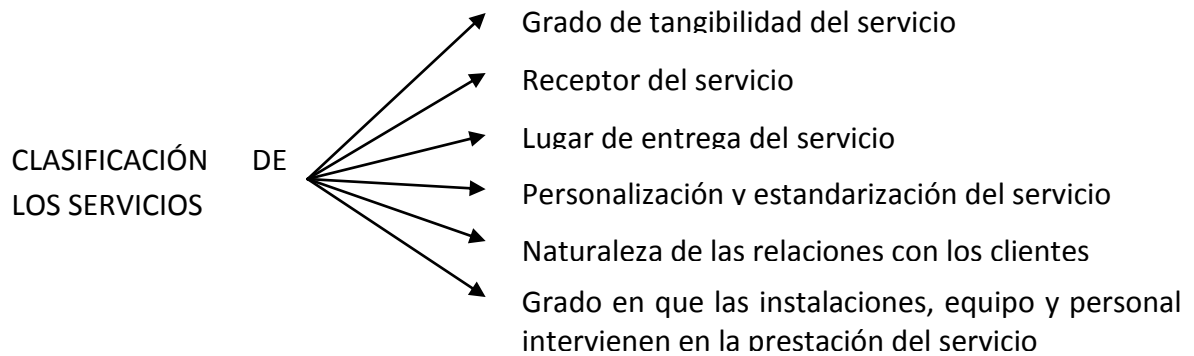 Grado de tangibilidad del servicio
Receptor del servicio
Lugar de entrega del servicio
CLASIFICACIÓN DE
LOS SERVICIOS
Personalización y estandarización del servicio
Naturaleza de las relaciones con los clientes
Grado en que las instalaciones, equipo y personal
intervienen en la prestación del servicio